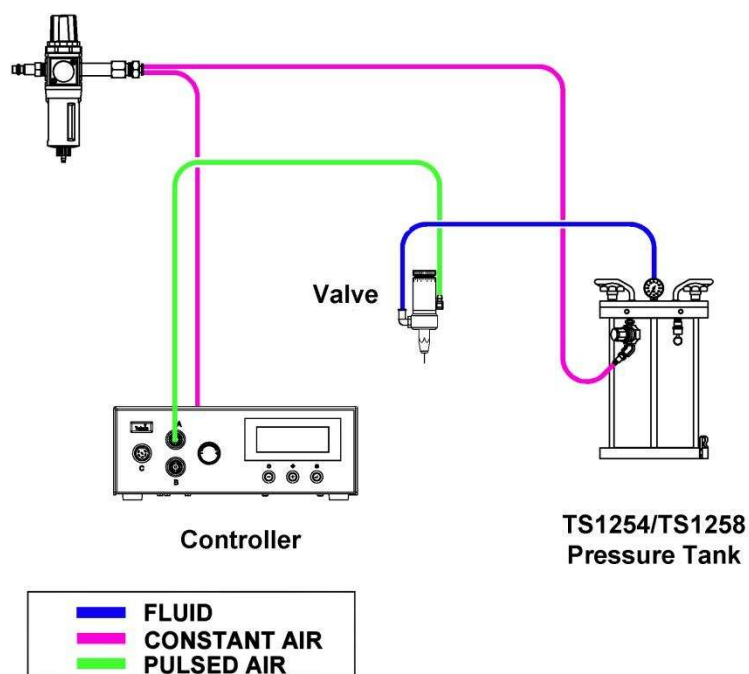 Valve
A
C
B
Controller
TS1254/TS1258
Pressure Tank
FLUID
CONSTANT AIR
PULSED AIR